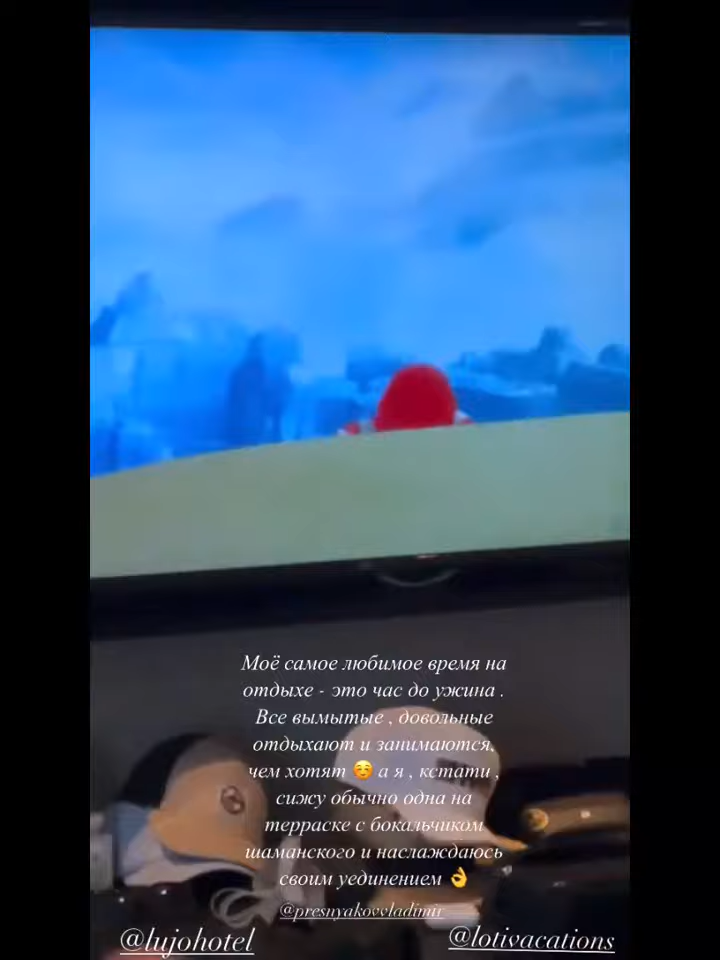 Моё самое любимое время на
отдыхе - это час до ужина .
Все вымытые , довольные
отдыхают и занимаются,
чем хотят ☺️ а я , кстати ,
сижу обычно одна на
терраске с бокальчиком
шаманского и наслаждаюсь
своим уединением 👌
@presnyakovvladimir
@lujohotel
@lotivacations